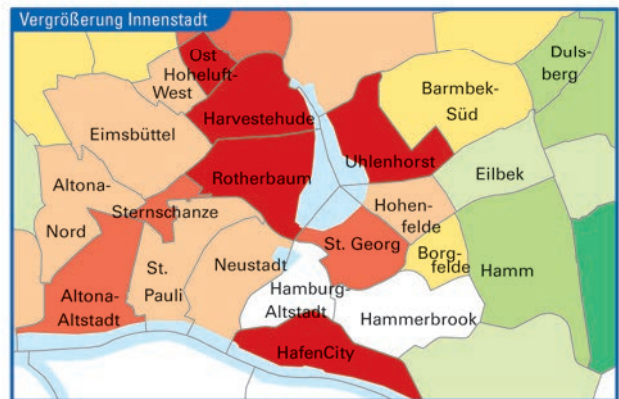 Vergrößerung Innenstadt
Ost
Hoheluft-
West
Duls-
berg
Barmbek-
Süd
Harvestehude
Eimsbüttel
Uhlenhorst
Eilbek
Rotherbaum
Altona-
Nord
Sternschanze
Hohen-
felde
St. Georg
Borg-
felde
Hamm
St.
Pauli
Neustadt
Hamburg-
Altstadt
Altona-
Altstadt
Hammerbrook
HafenCity